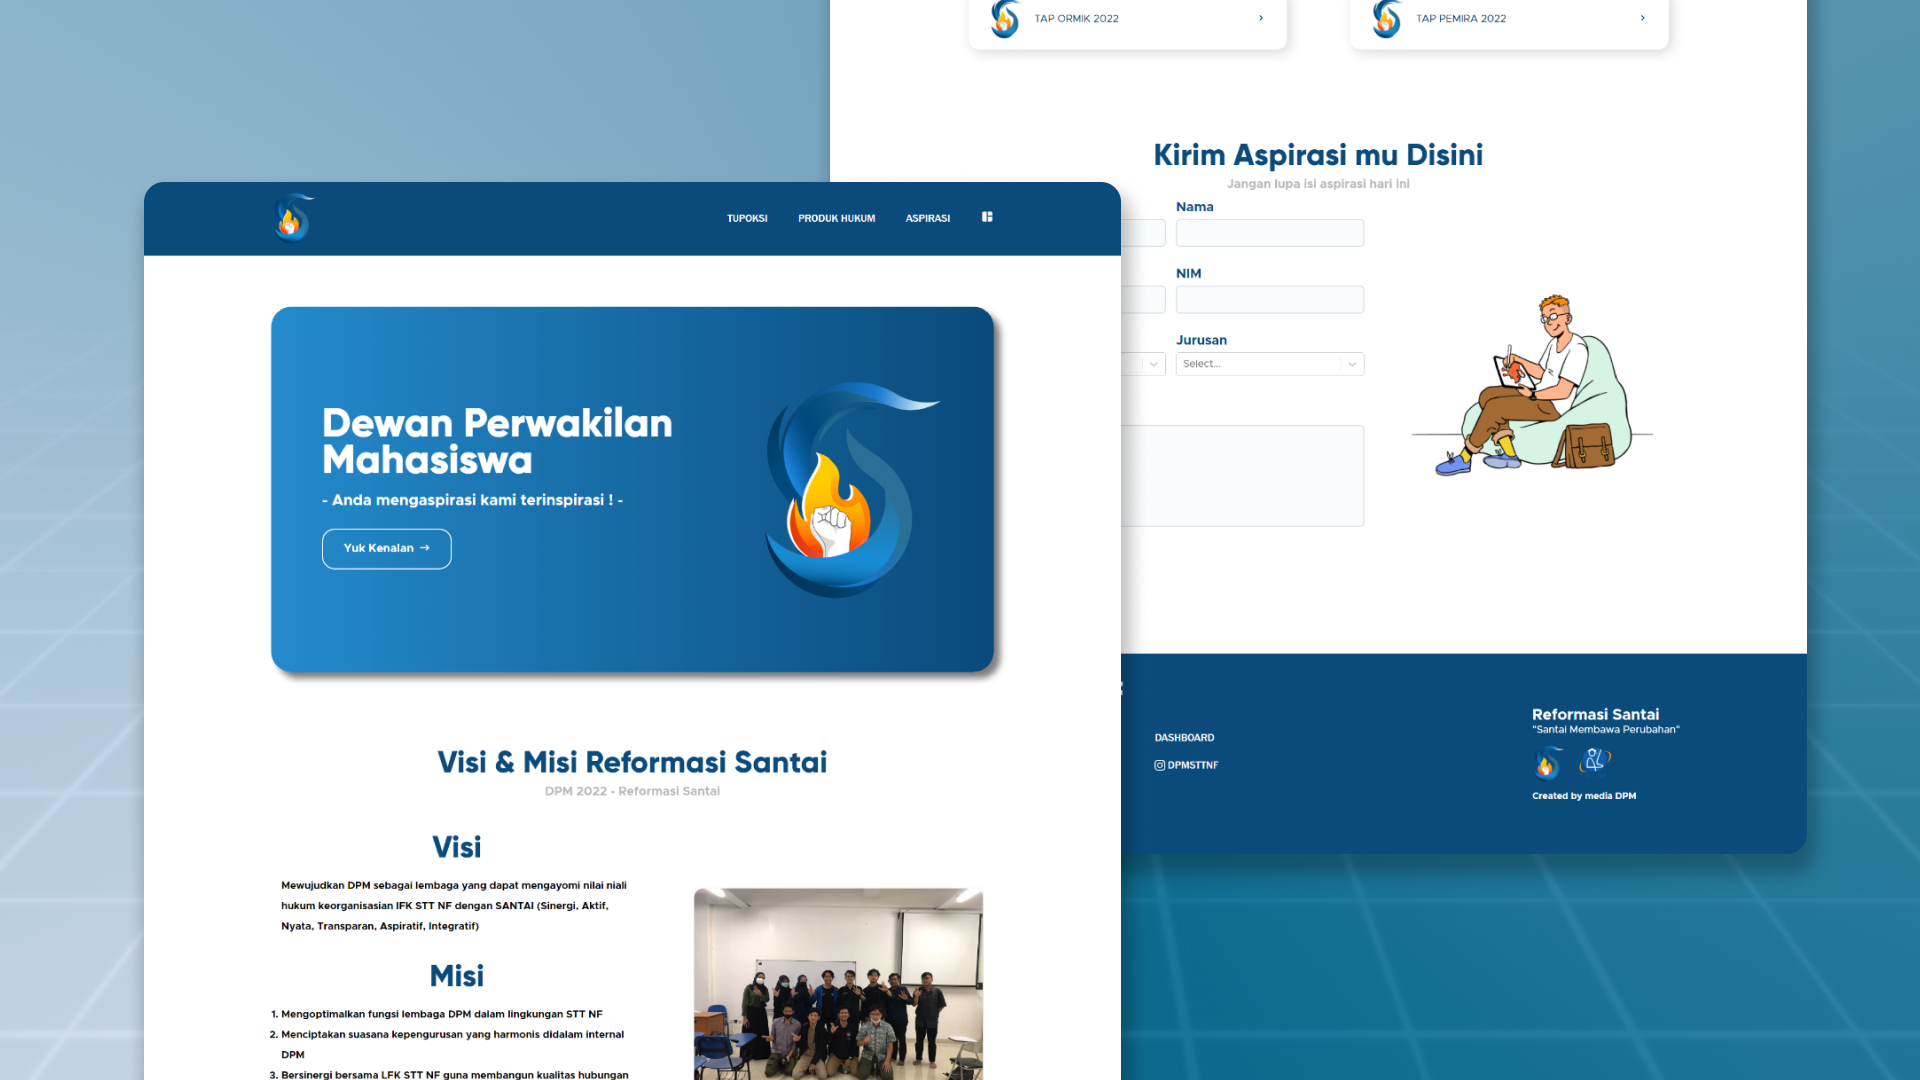 TAP ORMIK 2022
TAP PEMIRA 2022
Kirim Aspirasi mu Disini
Jangan lupa isi aspirasi hari ini
Nama
NIM
Jurusan
Select...
TUPOKSI
PRODUK HUKUM
ASPIRASI
Dewan Perwakilan
Mahasiswa
- Anda mengaspirasi kami terinspirasi ! -
Yuk Kenalan →
Visi & Misi Reformasi Santai
DPM 2022 - Reformasi Santai
Visi
Mewujudkan DPM sebagai lembaga yang dapat mengayomi nilai niali
hukum keorganisasian IFK STT NF dengan SANTAI (Sinergi, Aktif,
Nyata, Transparan, Aspiratif, Integratif)
Misi
1. Mengoptimalkan fungsi lembaga DPM dalam lingkungan STT NF
2. Menciptakan suasana kepengurusan yang harmonis didalam internal
DPM
3. Bersinergi bersama LFK STT NF guna membangun kualitas hubungan
DASHBOARD
DPMSTTNF
Reformasi Santai
"Santai Membawa Perubahan"
Created by media DPM